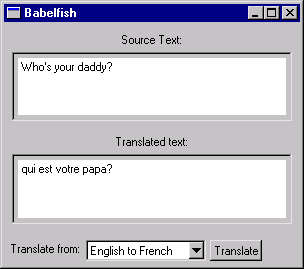 Babelfish
Source Text:
Who's your daddy?
Translated text:
qui est votre papa?
Translate from: English to French Translate